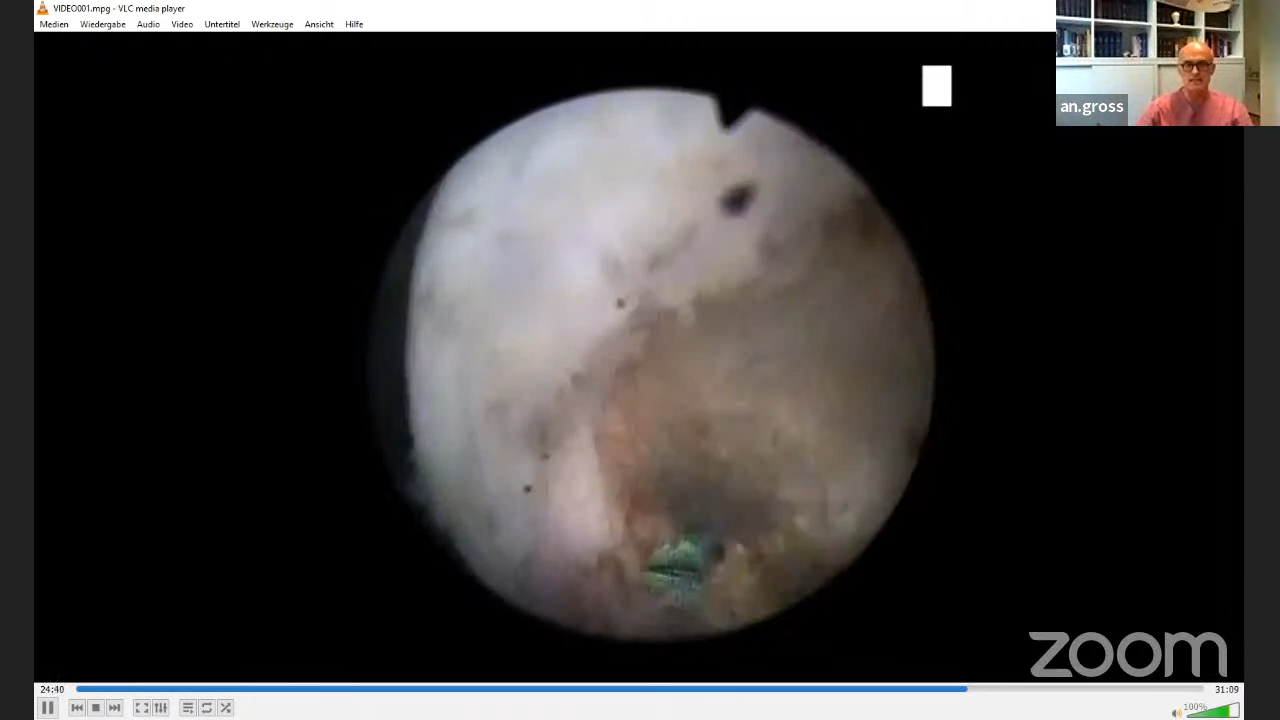 VIDEO001.mpg - VLC media player
Medien Wiedergabe Audio Video Untertitel Werkzeuge Ansicht Hilfe
an.gross
zoom
24:40
31:09
100%